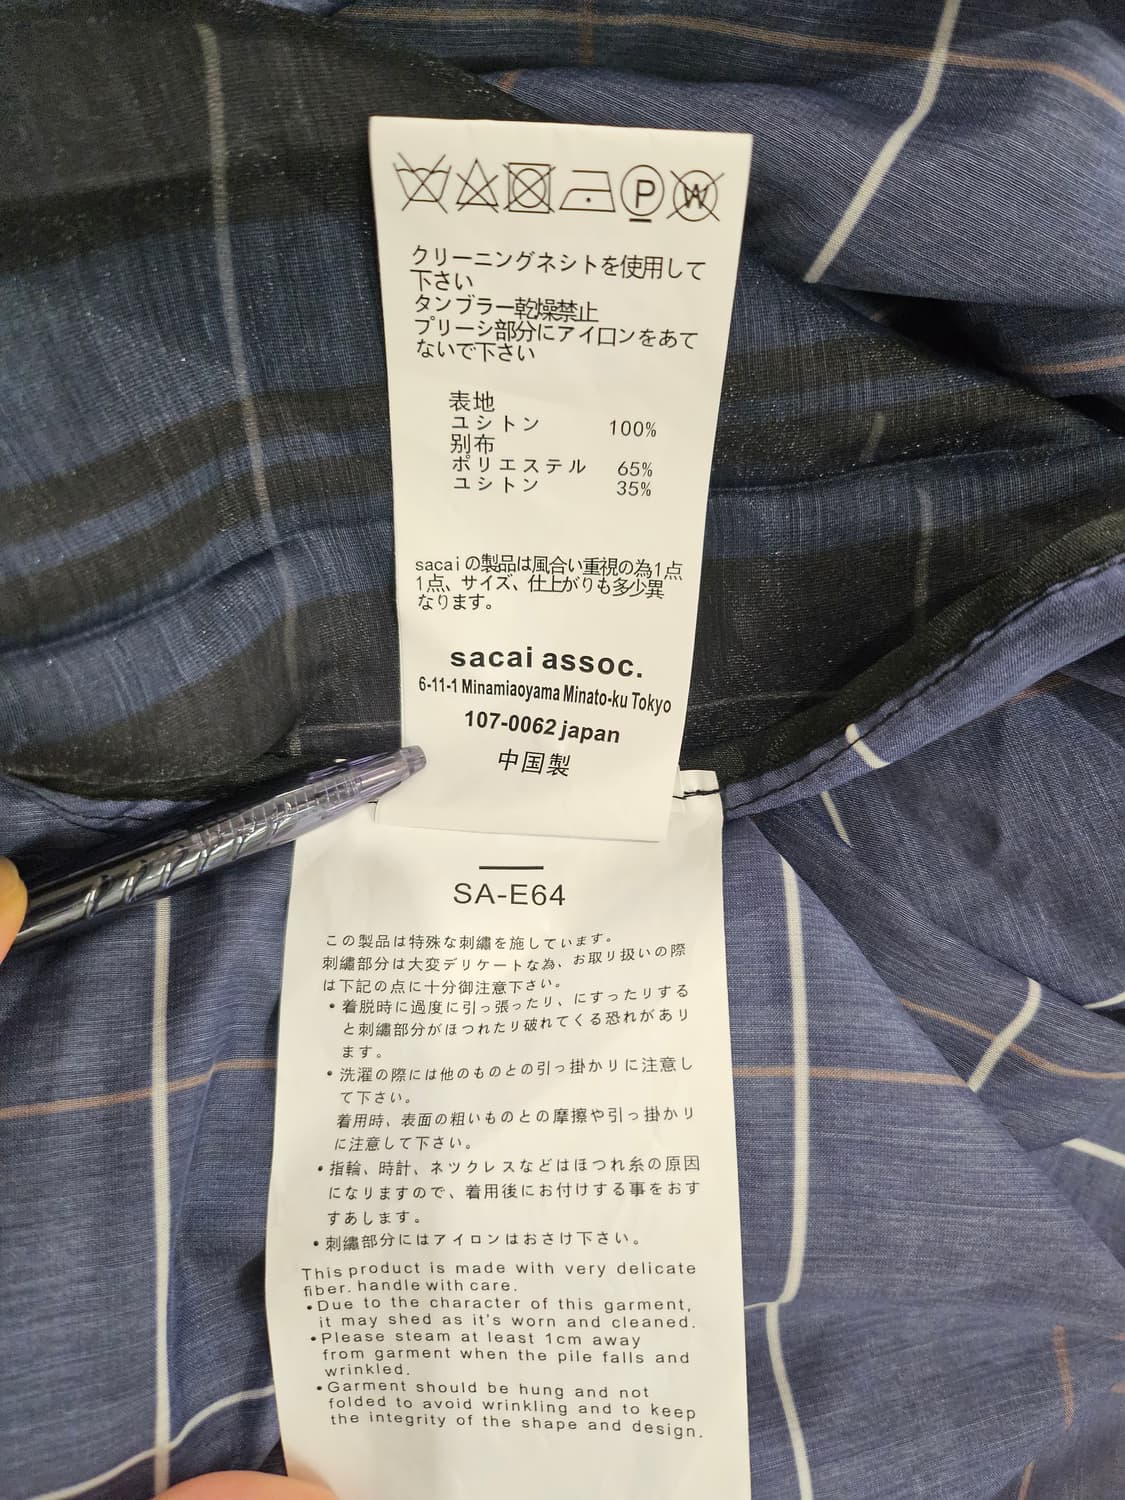 P W
クリーニングネシトを使用して
下さい
タンブラー乾燥禁止
プリーシ部分にアイロンをあて
ないで下さい
表地
ユシトン 100%
別布
ポリエステル 65%
ユシトン 35%
sacaiの製品は風合い重視の為1点
1点、サイズ、仕上がりも多少異
なります。
sacai assoc.
6-11-1 Minamiaoyama Minato-ku Tokyo
107-0062 japan
中国製
SA-E64
この製品は特殊な刺繡を施しています。
刺繡部分は大変デリケートな為、お取り扱いの際
は下記の点に十分御注意下さい。
•着脱時に過度に引っ張ったり、にすったりする
と刺繡部分がほつれたり破れてくる恐れがあり
ます。
•洗濯の際には他のものとの引っ掛かりに注意し
て下さい。
着用時、表面の粗いものとの摩擦や引っ掛かり
に注意して下さい。
•指輪、時計、ネツクレスなどはほつれ糸の原因
になりますので、着用後にお付けする事をおす
すあします。
•刺繡部分にはアイロンはおさけ下さい。
This product is made with very delicate
fiber. handle with care.
•Due to the character of this garment,
it may shed as it's worn and cleaned.
•Please steam at least 1cm away
from garment when the pile falls and
wrinkled.
•Garment should be hung and not
folded to avoid wrinkling and to keep
the integrity of the shape and design.